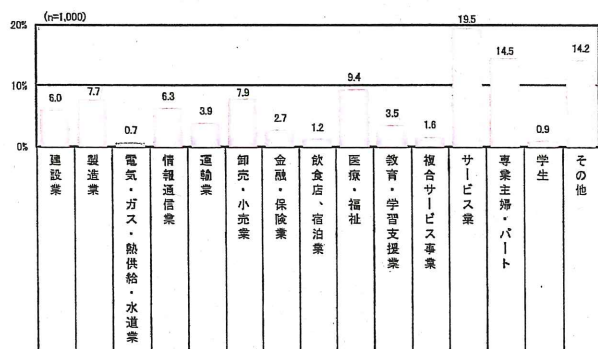 (n=1,000)
20%
10%
0%
6.0
7.7
0.7
6.3
3.9
7.9
2.7
1.2
9.4
3.5
1.6
19.5
14.5
0.9
14.2
建設業
製造業
電気・ガス・熱供給・水道業
情報通信業
運輸業
卸売・小売業
金融・保険業
飲食店、宿泊業
医療・福祉
教育・学習支援業
複合サービス事業
サービス業
専業主婦・パート
学生
その他